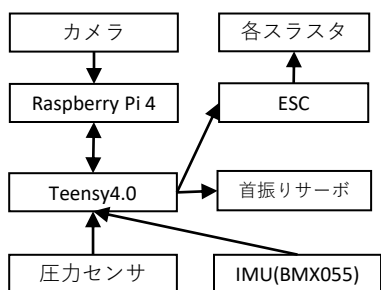 カメラ
各スラスタ
Raspberry Pi 4
ESC
Teensy4.0
首振りサーボ
圧力センサ
IMU(BMX055)